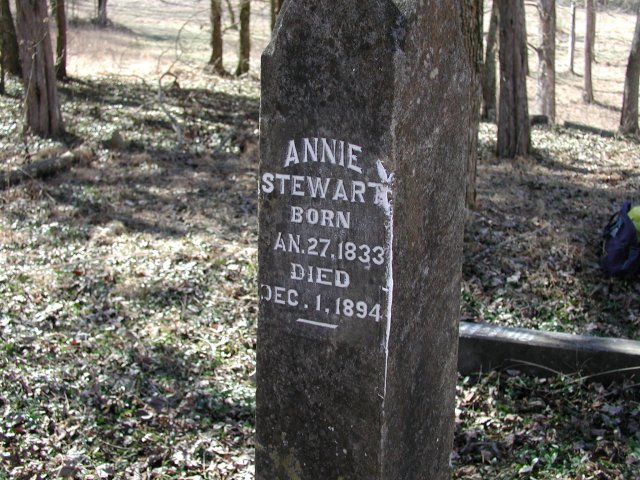 ANNIE
STEWART
BORN
AN. 27, 1833
DIED
DEC. 1, 1894